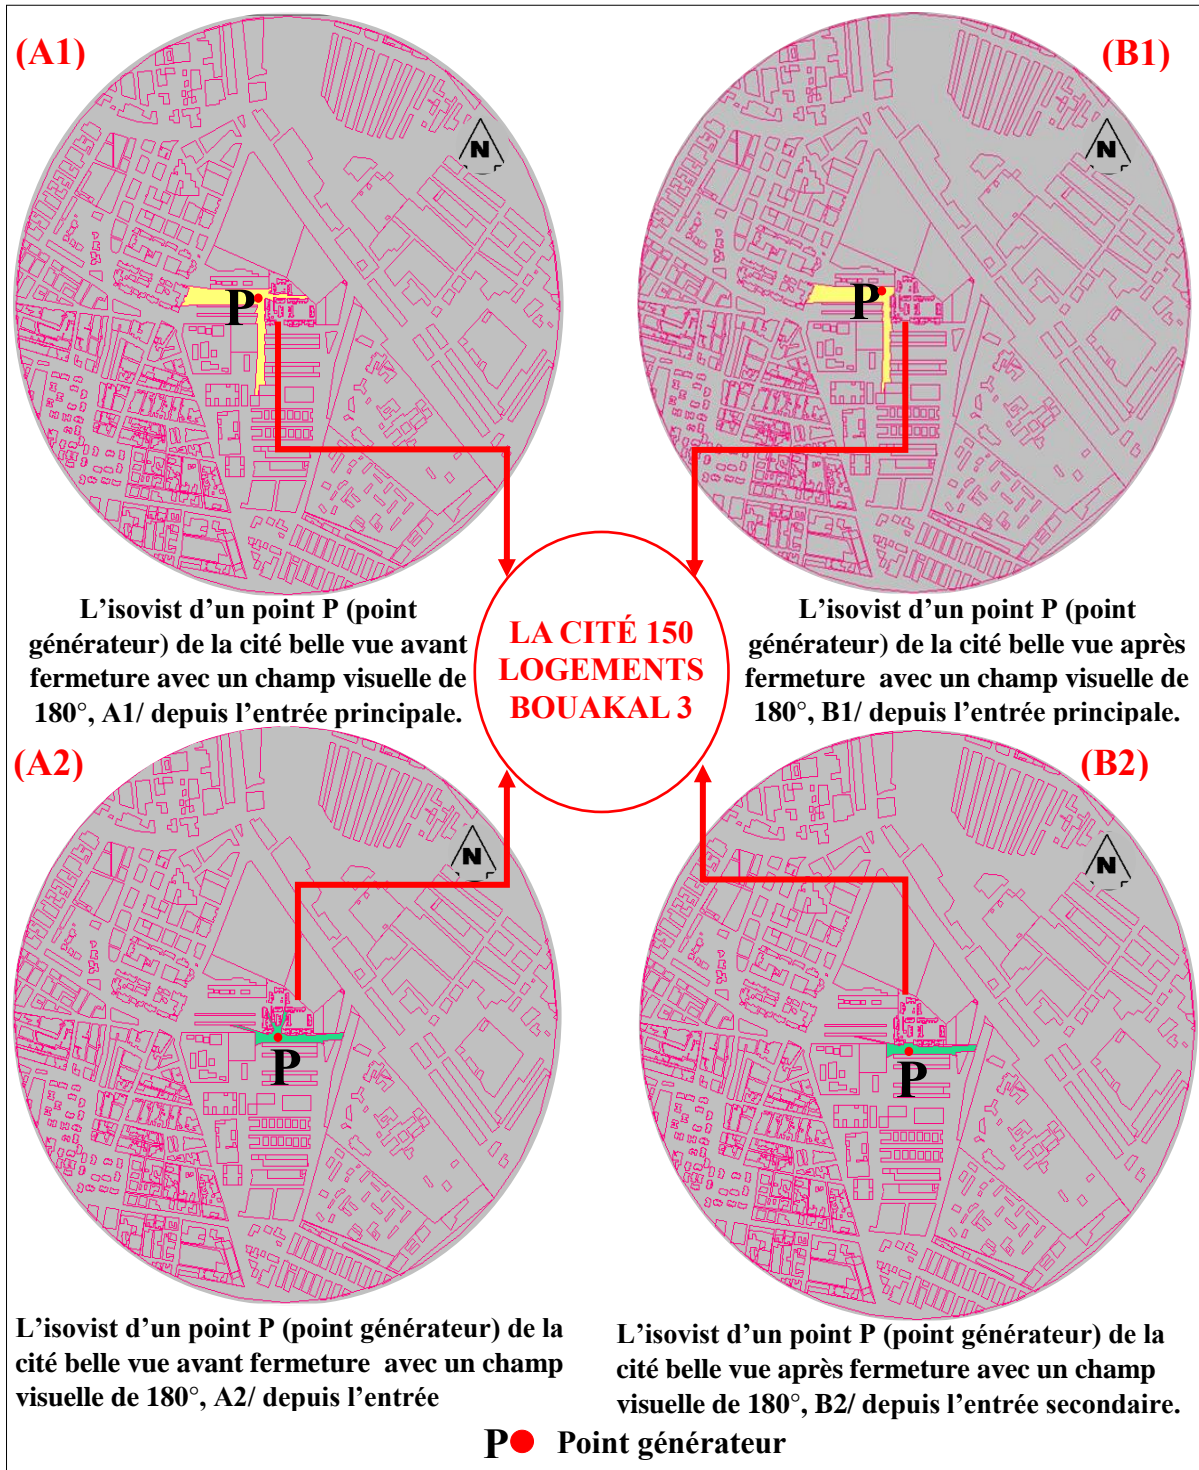 (A1)
(B1)
N
N
P
P
L’isovist d’un point P (point
générateur) de la cité belle vue avant
fermeture avec un champ visuelle de
180°, A1/ depuis l’entrée principale.
LA CITÉ 150
LOGEMENTS
BOUAKAL 3
L’isovist d’un point P (point
générateur) de la cité belle vue après
fermeture avec un champ visuelle de
180°, B1/ depuis l’entrée principale.
(A2)
(B2)
N
N
P
P
L’isovist d’un point P (point générateur) de la
cité belle vue avant fermeture avec un champ
visuelle de 180°, A2/ depuis l’entrée
L’isovist d’un point P (point générateur) de la
cité belle vue après fermeture avec un champ
visuelle de 180°, B2/ depuis l’entrée secondaire.
P Point générateur